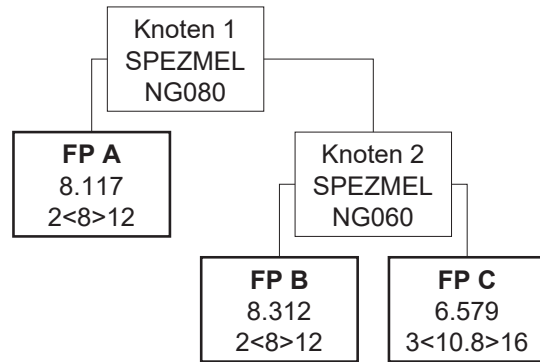 Knoten 1
SPEZMEL
NG080
FP A
8.117
2<8>12
Knoten 2
SPEZMEL
NG060
FP B
8.312
2<8>12
FP C
6.579
3<10.8>16